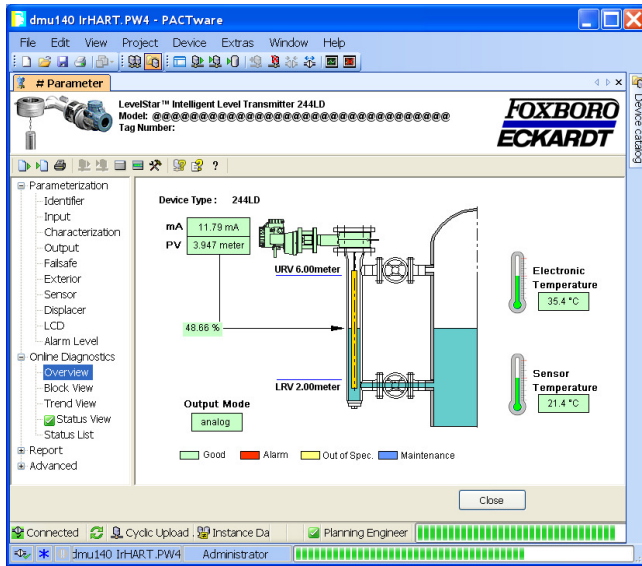 dmu140 IrHART.PW4 - PACTware
File Edit View Project Device Extras Window Help
# Parameter
Device catalog
LevelStar™ Intelligent Level Transmitter 244LD
Model: @@@@@@@@@@@@@@@@@@@@@@@@@@@@@@@@
Tag Number:
FOXBORO
ECKARDT
Parameterization
Identifier
Input
Characterization
Output
Failsafe
Exterior
Sensor
Displacer
LCD
Alarm Level
Online Diagnostics
Overview
Block View
Trend View
Status View
Status List
Report
Advanced
Device Type : 244LD
mA 11.79 mA
PV 3.947 meter
URV 6.00meter
48.66 %
LRV 2.00meter
Output Mode
analog
Electronic
Temperature
35.4 °C
Sensor
Temperature
21.4 °C
Good Alarm Out of Spec. Maintenance
Close
Connected Cyclic Upload Instance Da Planning Engineer
dmu140 IrHART.PW4 Administrator